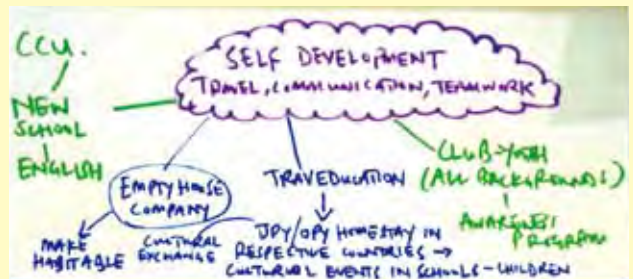 CCU.
NEW
SCHOOL
ENGLISH
SELF DEVELOPMENT
TRAVEL, COMMUNICATION, TEAMWORK
EMPTY HOUSE
COMPANY
MAKE
HABITABLE
CULTURAL
EXCHANGE
TRAVEDUCATION
JPY/OPY HOMESTAY IN
RESPECTIVE COUNTRIES →
CULTURAL EVENTS IN SCHOOLS - CHILDREN
CLUB-YOUTH
(ALL BACKGROUNDS)
PROGRAM